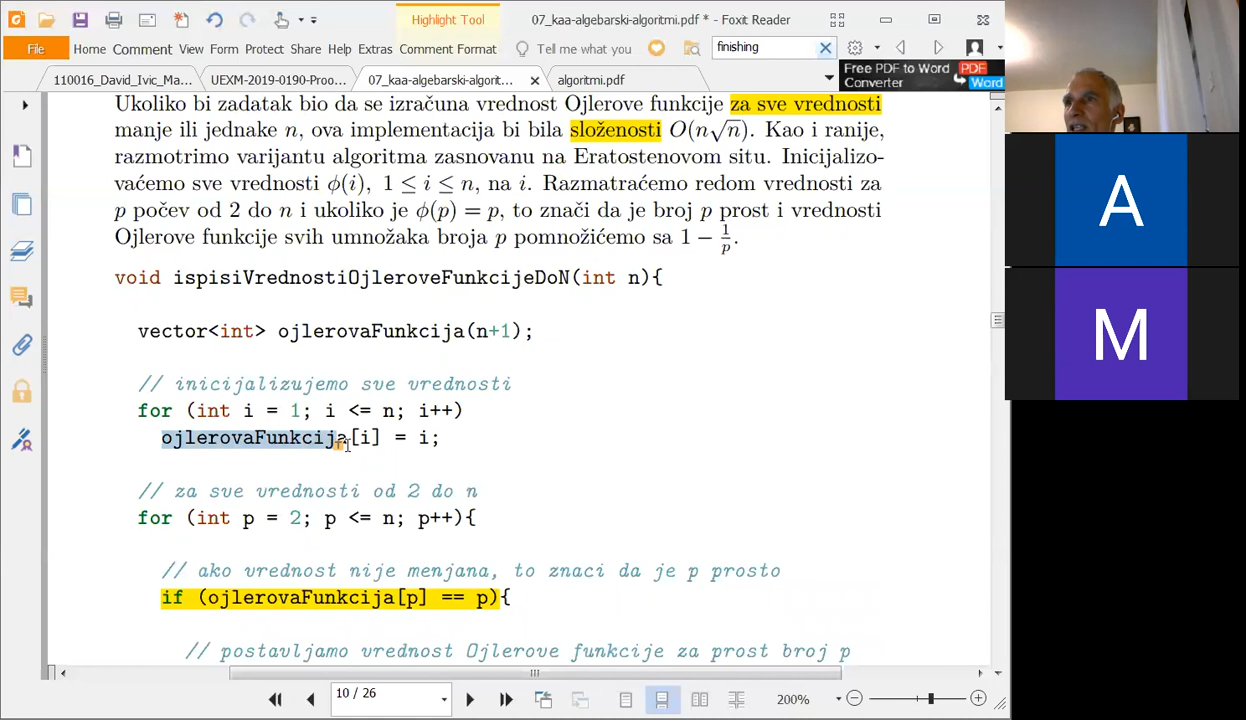 Highlight Tool
07_kaa-algebarski-algoritmi.pdf * - Foxit Reader
File Home Comment View Form Protect Share Help Extras Comment Format Tell me what you finishing
110016_David_Ivic_Ma... UEXM-2019-0190-Proo... 07_kaa-algebarski-algorit... algoritmi.pdf
Free PDF to Word Converter PDF Word
Ukoliko bi zadatak bio da se izračuna vrednost Ojlerove funkcije za sve vrednosti
manje ili jednake n, ova implementacija bi bila složenosti O(n√n). Kao i ranije,
razmotrimo varijantu algoritma zasnovanu na Eratostenovom situ. Inicijalizo-
vaćemo sve vrednosti ϕ(i), 1 ≤ i ≤ n, na i. Razmatraćemo redom vrednosti za
p počev od 2 do n i ukoliko je ϕ(p) = p, to znači da je broj p prost i vrednosti
Ojlerove funkcije svih umnožaka broja p pomnožićemo sa 1 − 1/p.
void ispisiVrednostiOjleroveFunkcijeDoN(int n){
vector<int> ojlerovaFunkcija(n+1);
// inicijalizujemo sve vrednosti
for (int i = 1; i <= n; i++)
ojlerovaFunkcija[i] = i;
// za sve vrednosti od 2 do n
for (int p = 2; p <= n; p++){
// ako vrednost nije menjana, to znaci da je p prosto
if (ojlerovaFunkcija[p] == p){
// postavljamo vrednost Ojlerove funkcije za prost broj p
10 / 26
200%
A
M